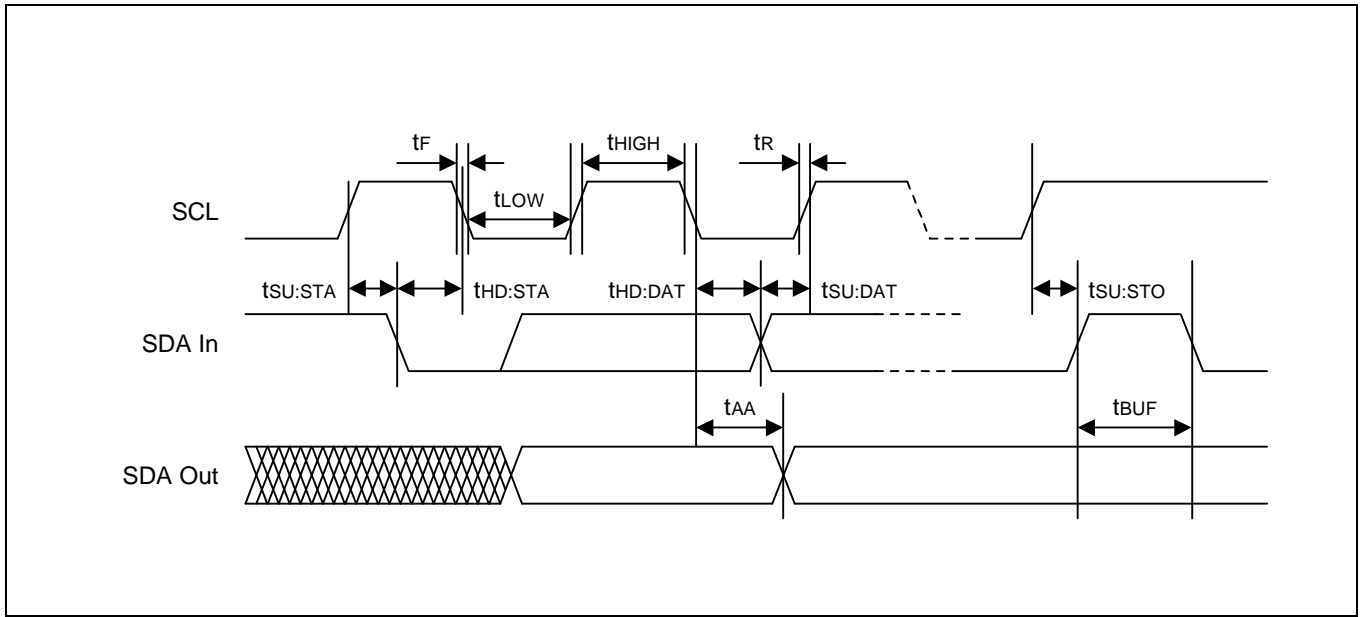 tF
tHIGH
tR
SCL
tLOW
tSU:STA
tHD:STA
tHD:DAT
tSU:DAT
tSU:STO
SDA In
tAA
tBUF
SDA Out